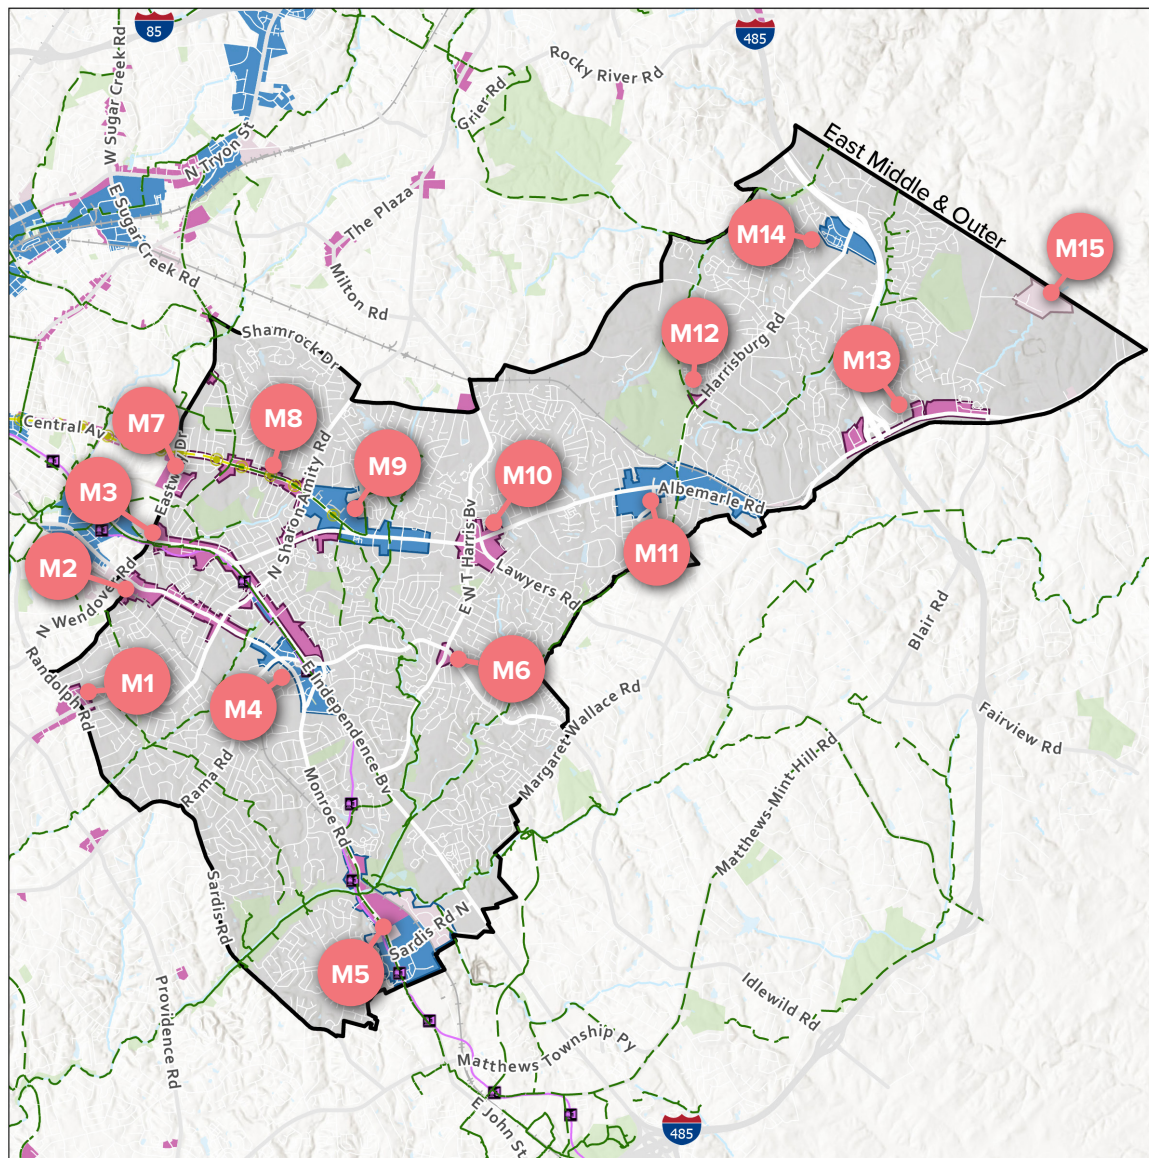 85
485
W Sugar Creek Rd
Rocky River Rd
Grier Rd
N Tryon St
East Middle & Outer
E Sugar Creek Rd
The Plaza
Milton Rd
M14
M15
Shamrock Dr
M12
Harrisburg Rd
M13
Central Av
M7
Eastw
Dr
M8
N Sharon Amity Rd
M9
M10
M3
E W T Harris Bv
Albemarle Rd
M11
M2
N Wendover Rd
Lawyers Rd
Blair Rd
Randolph Rd
M1
M6
M4
E Independence Bv
Margaret Wallace Rd
Fairview Rd
Rama Rd
Monroe Rd
Matthews Mint Hill Rd
Sardis Rd
Sardis Rd N
M5
Idlewild Rd
Providence Rd
Matthews Township Py
E John St
485